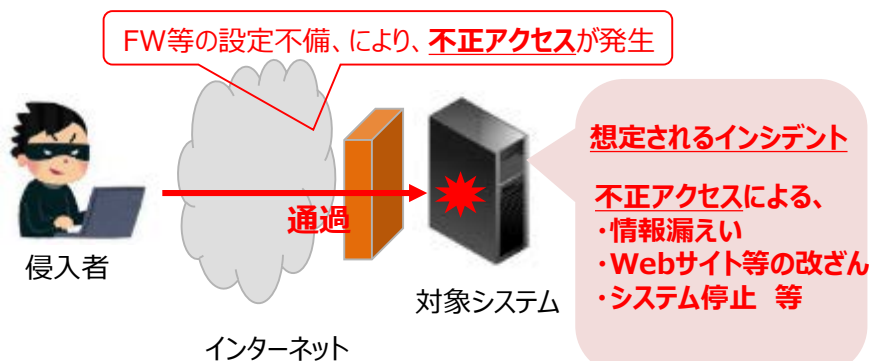 FW等の設定不備、により、不正アクセスが発生
想定されるインシデント
不正アクセスによる、
・情報漏えい
・Webサイト等の改ざん
・システム停止 等
通過
侵入者
対象システム
インターネット